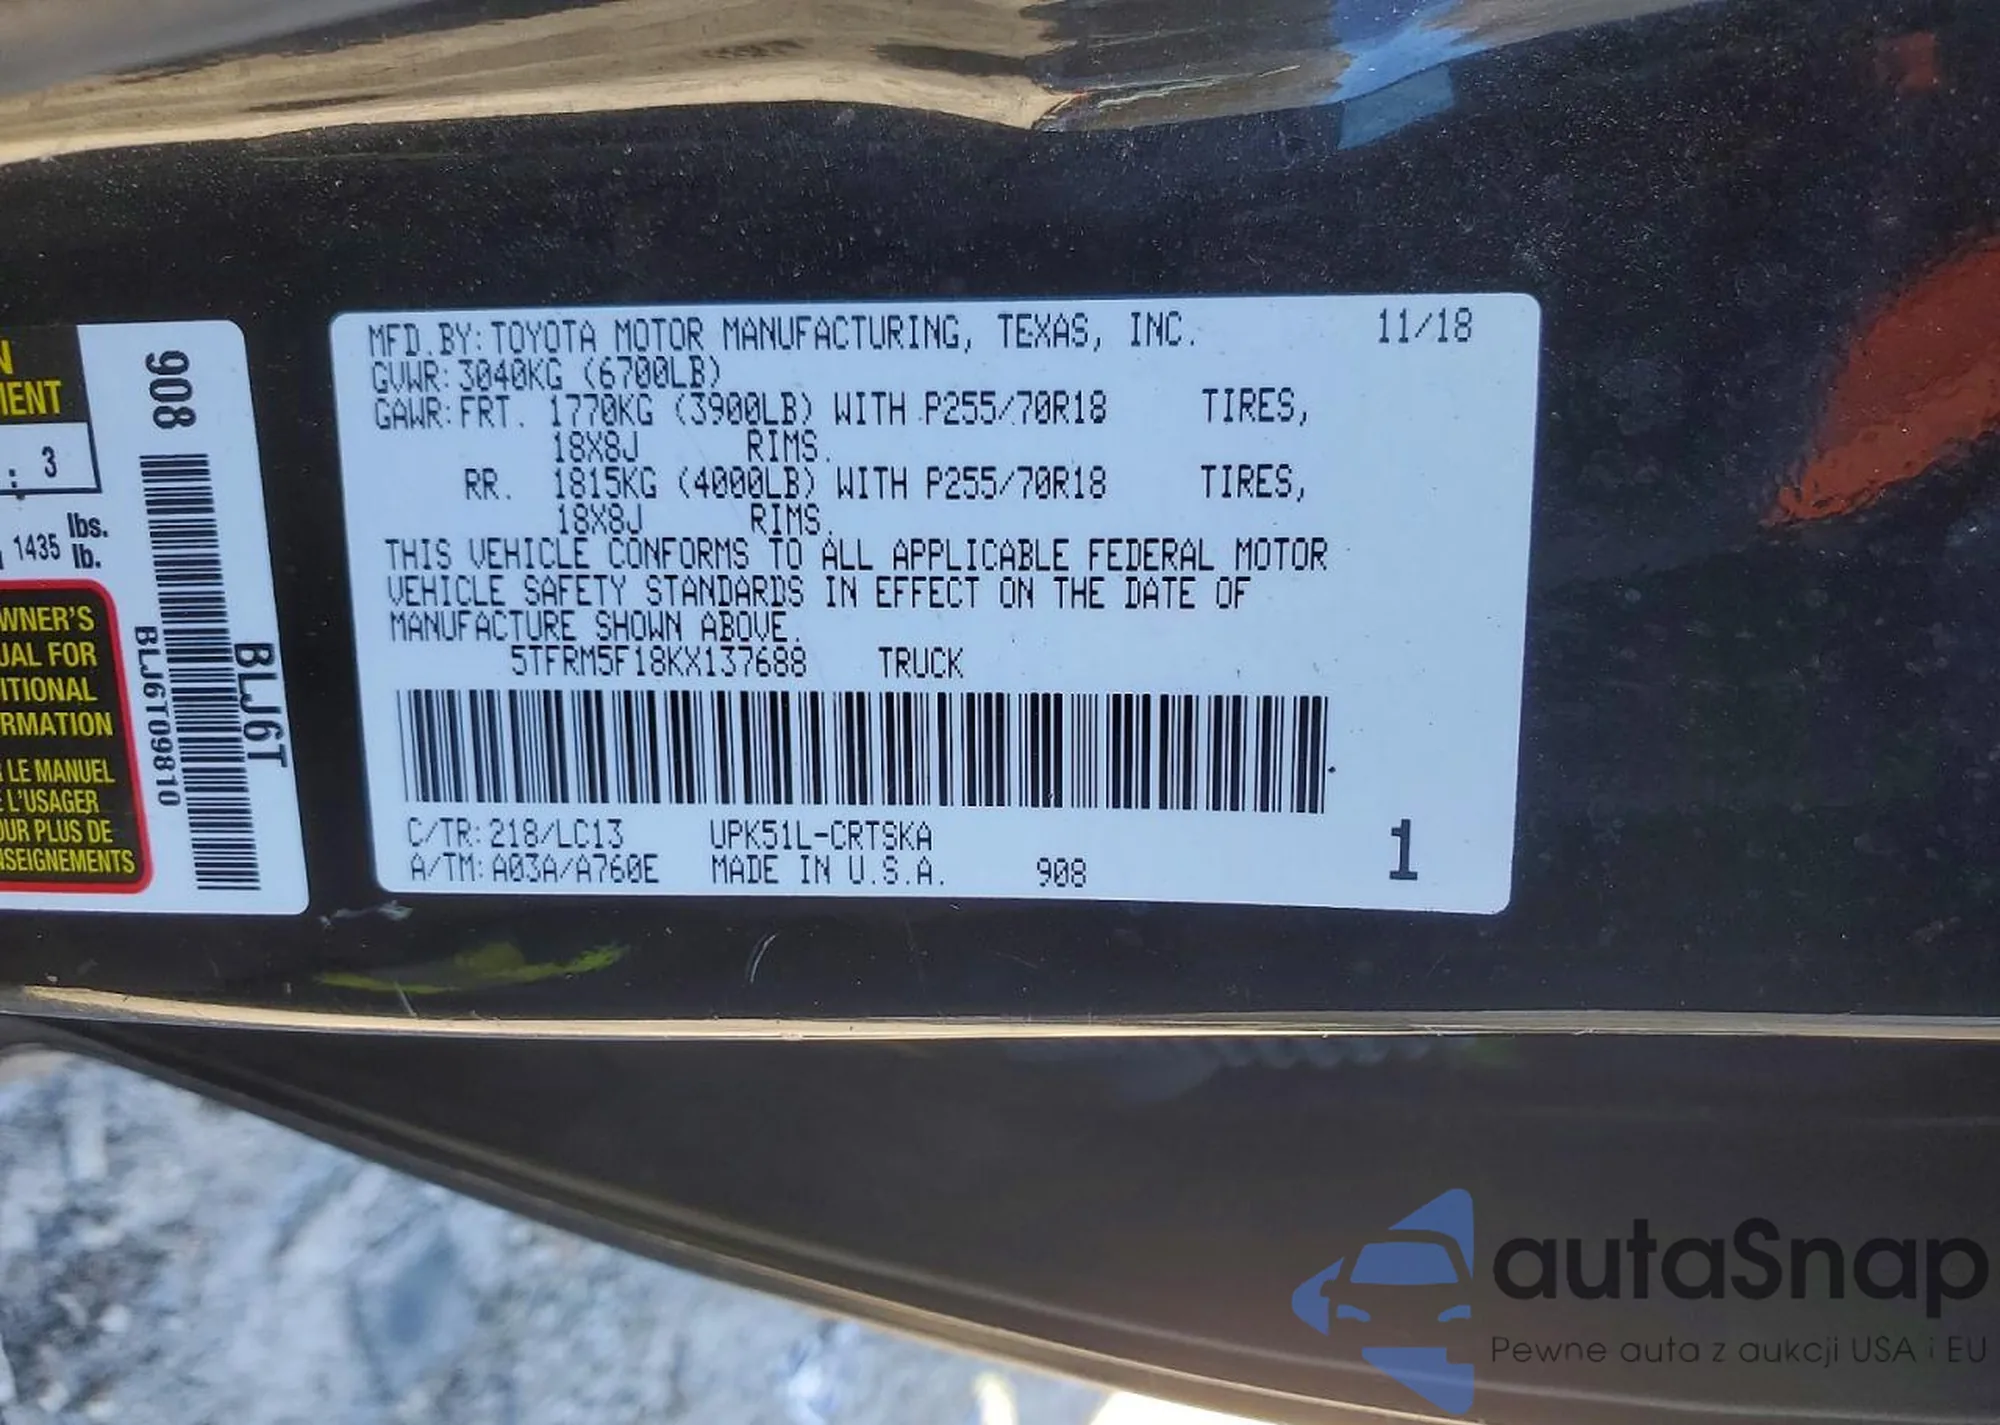 N
MENT
: 3
1435 lbs.
lb.
WNER'S
UAL FOR
ITIONAL
ORMATION
LE MANUEL
E L'USAGER
OUR PLUS DE
NSEIGNEMENTS
908
BLJ6T09810
BLJ6T
MFD.BY: TOYOTA MOTOR MANUFACTURING, TEXAS, INC. 11/18
GVWR: 3040KG (6700LB)
GAWR: FRT. 1770KG (3900LB) WITH P255/70R18 TIRES,
18X8J RIMS.
RR. 1815KG (4000LB) WITH P255/70R18 TIRES,
18X8J RIMS.
THIS VEHICLE CONFORMS TO ALL APPLICABLE FEDERAL MOTOR
VEHICLE SAFETY STANDARDS IN EFFECT ON THE DATE OF
MANUFACTURE SHOWN ABOVE.
5TFRM5F18KX137688 TRUCK
C/TR: 218/LC13 UPK51L-CRTSKA
A/TM: A03A/A760E MADE IN U.S.A. 908 1
autaSnap
Pewne auta z aukcji USA i EU